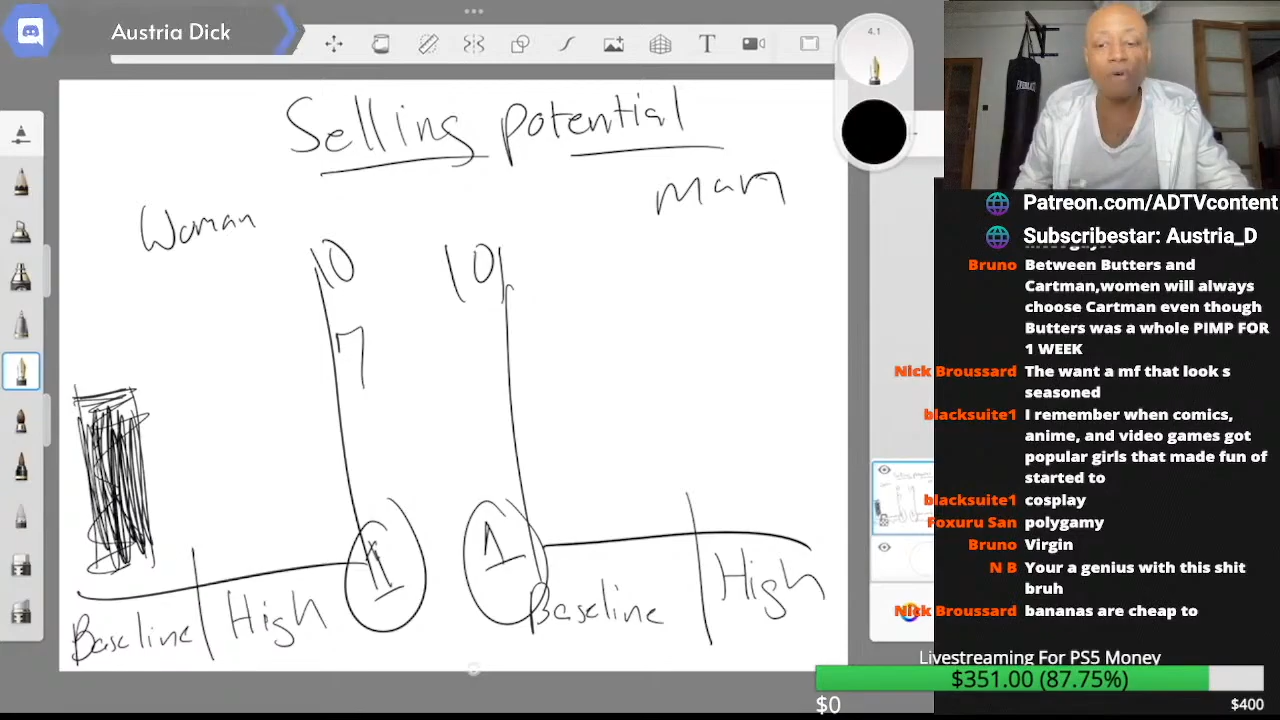 Austria Dick
4.1
T
Selling potential
Woman
Man
10
10
7
1
1
Baseline
High
Baseline
High
EVERLAST
Patreon.com/ADTVcontent
Subscribestar: Austria_D
Bruno Between Butters and
Cartman,women will always
choose Cartman even though
Butters was a whole PIMP FOR
1 WEEK
Nick Broussard The want a mf that look s
seasoned
blacksuite1 I remember when comics,
anime, and video games got
popular girls that made fun of
started to
blacksuite1 cosplay
Foxuru San polygamy
Bruno Virgin
N B Your a genius with this shit
bruh
Nick Broussard bananas are cheap to
Livestreaming For PS5 Money
$351.00 (87.75%)
$0
$400